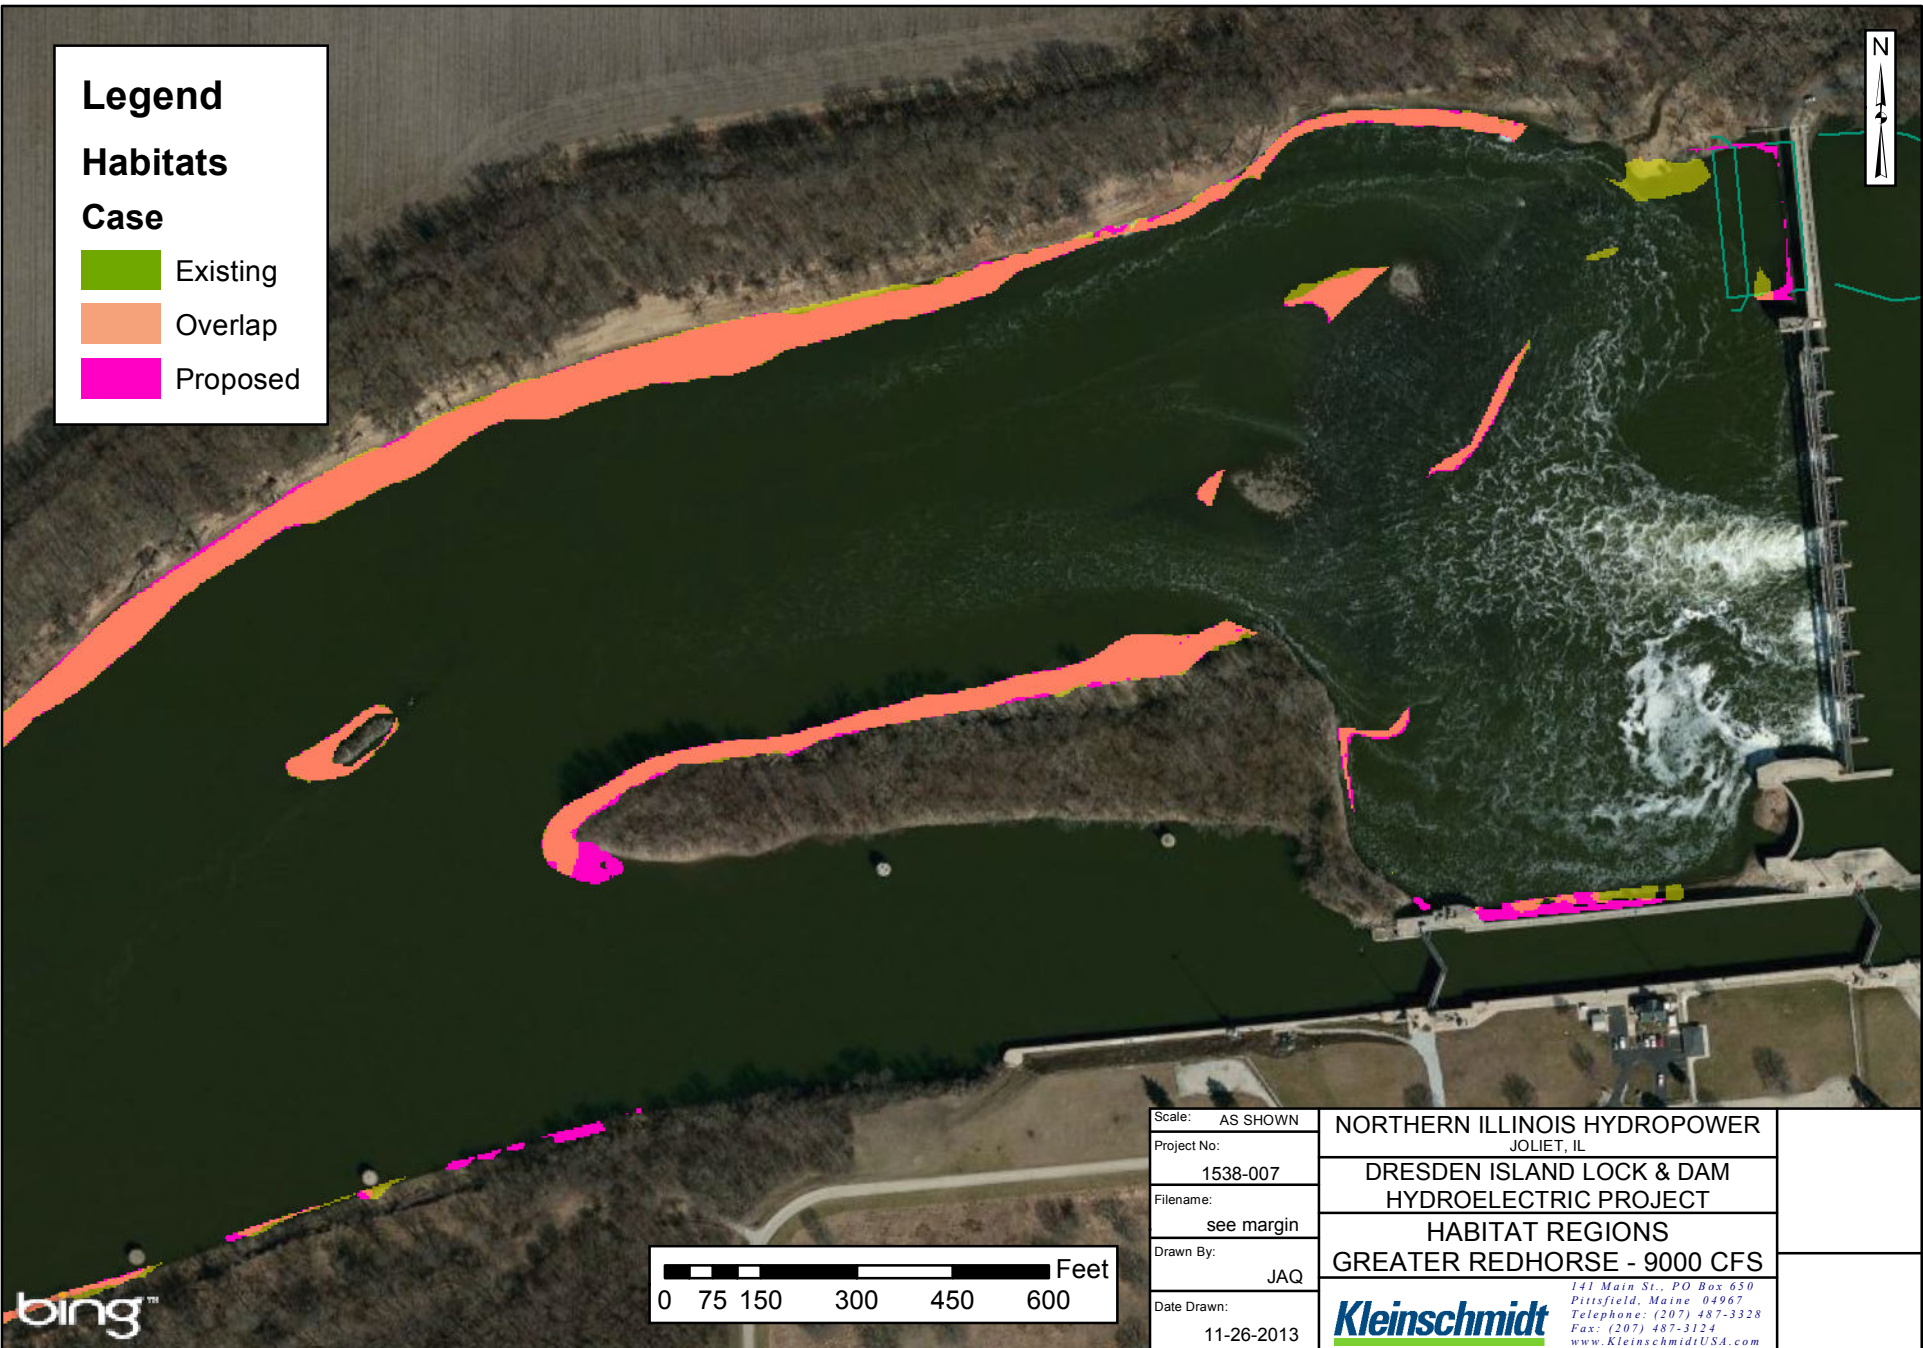 Legend
Habitats
Case
Existing
Overlap
Proposed
N
Feet
0 75 150 300 450 600
bing™
Scale: AS SHOWN
Project No:
1538-007
Filename:
see margin
Drawn By:
JAQ
Date Drawn:
11-26-2013
NORTHERN ILLINOIS HYDROPOWER
JOLIET, IL
DRESDEN ISLAND LOCK & DAM
HYDROELECTRIC PROJECT
HABITAT REGIONS
GREATER REDHORSE - 9000 CFS
Kleinschmidt
141 Main St., PO Box 650
Pittsfield, Maine 04967
Telephone: (207) 487-3328
Fax: (207) 487-3124
www.KleinschmidtUSA.com